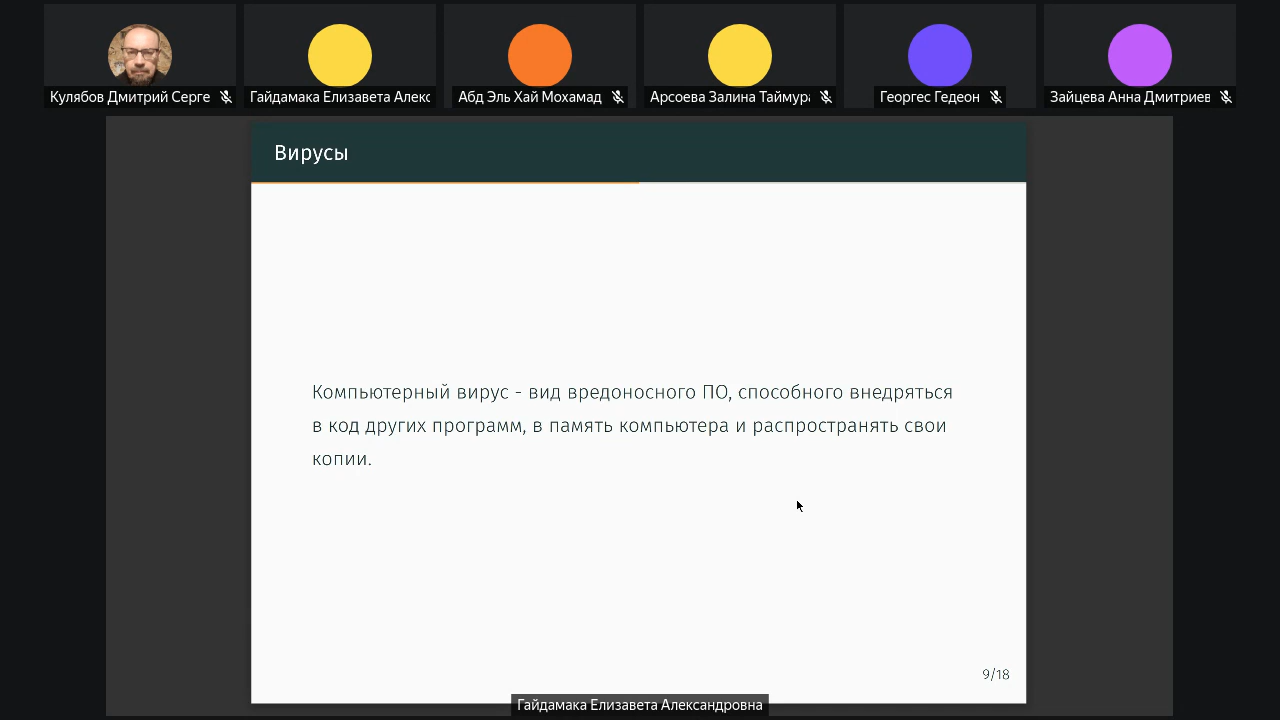 Кулябов Дмитрий Серге
Гайдамака Елизавета Алекс
Абд Эль Хай Мохамад
Арсоева Залина Таймур
Георгес Гедеон
Зайцева Анна Дмитриев
Вирусы
Компьютерный вирус - вид вредоносного ПО, способного внедряться
в код других программ, в память компьютера и распространять свои
копии.
9/18
Гайдамака Елизавета Александровна